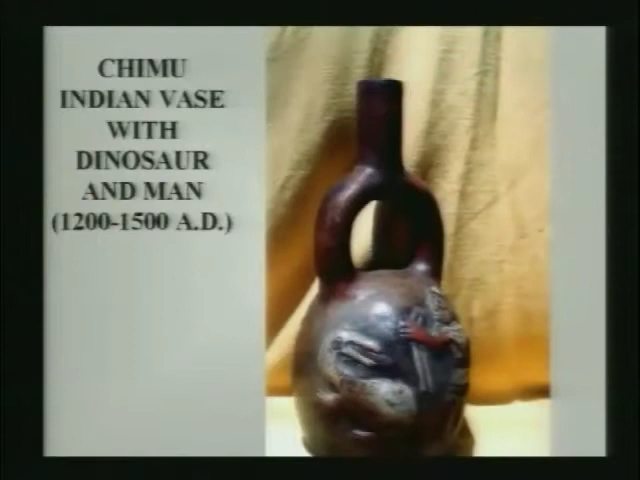 CHIMU
INDIAN VASE
WITH
DINOSAUR
AND MAN
(1200-1500 A.D.)